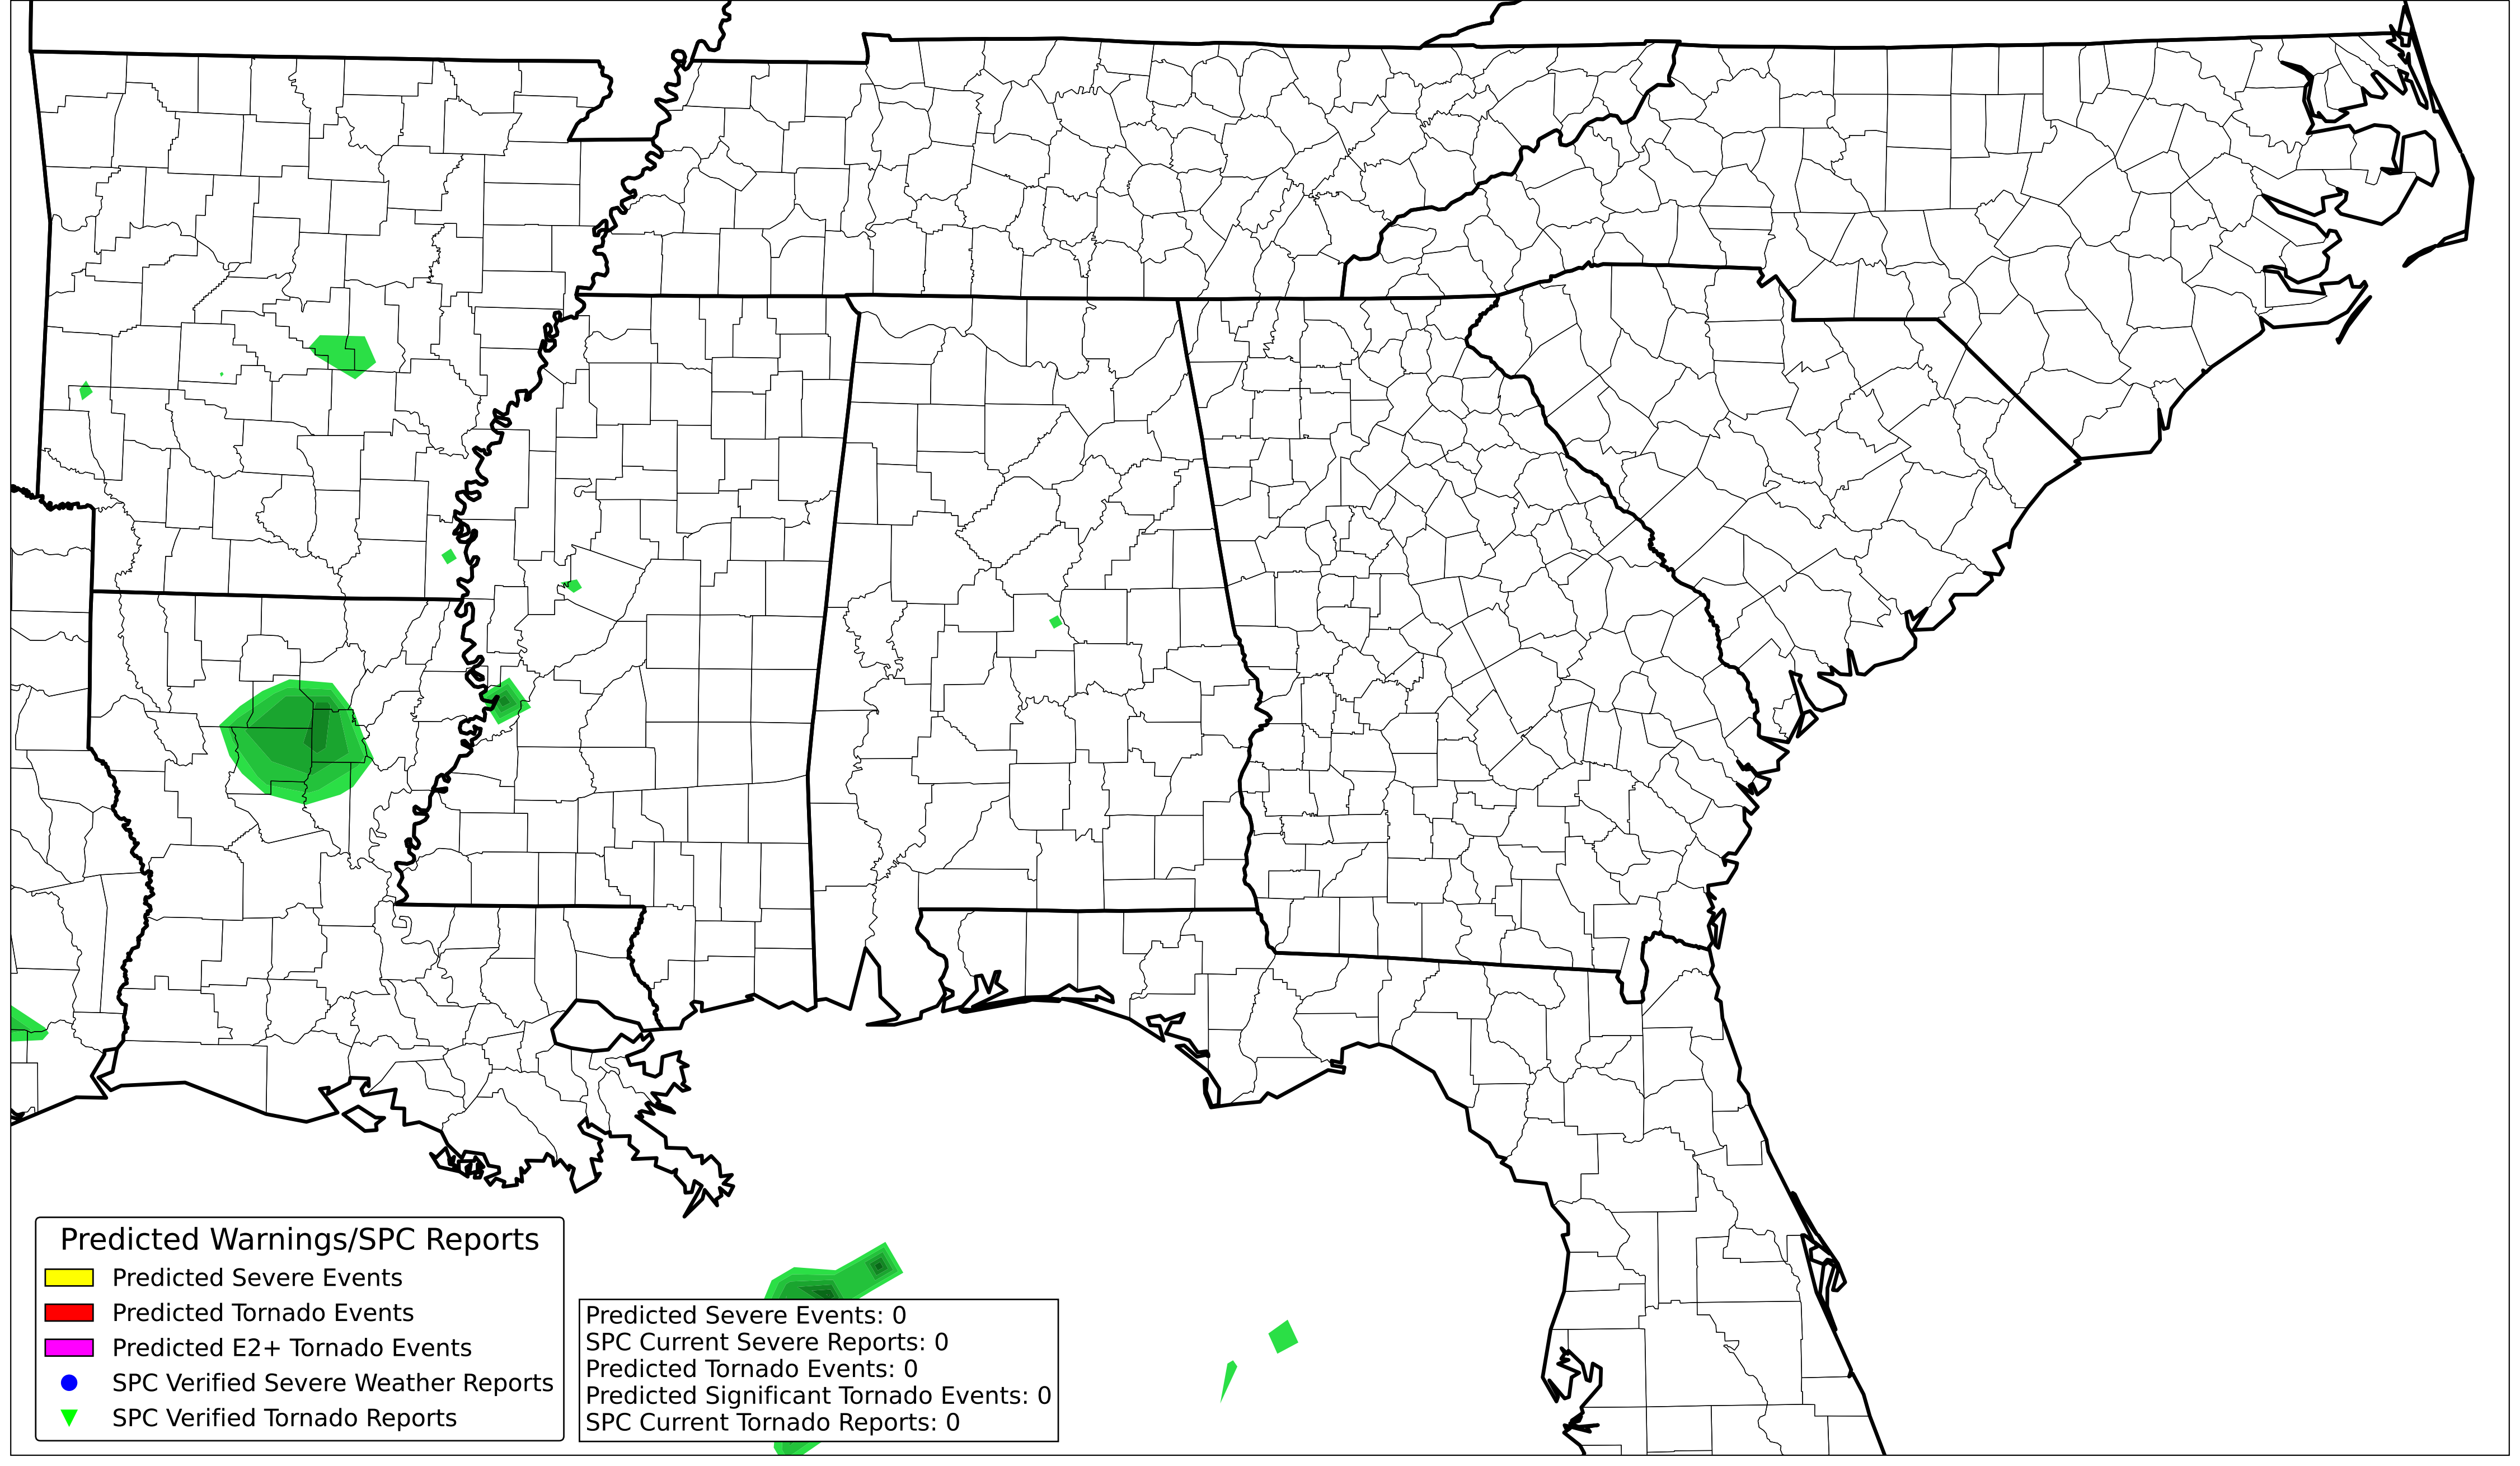 Predicted Warnings/SPC Reports
Predicted Severe Events
Predicted Tornado Events
Predicted E2+ Tornado Events
SPC Verified Severe Weather Reports
SPC Verified Tornado Reports
Predicted Severe Events: 0
SPC Current Severe Reports: 0
Predicted Tornado Events: 0
Predicted Significant Tornado Events: 0
SPC Current Tornado Reports: 0